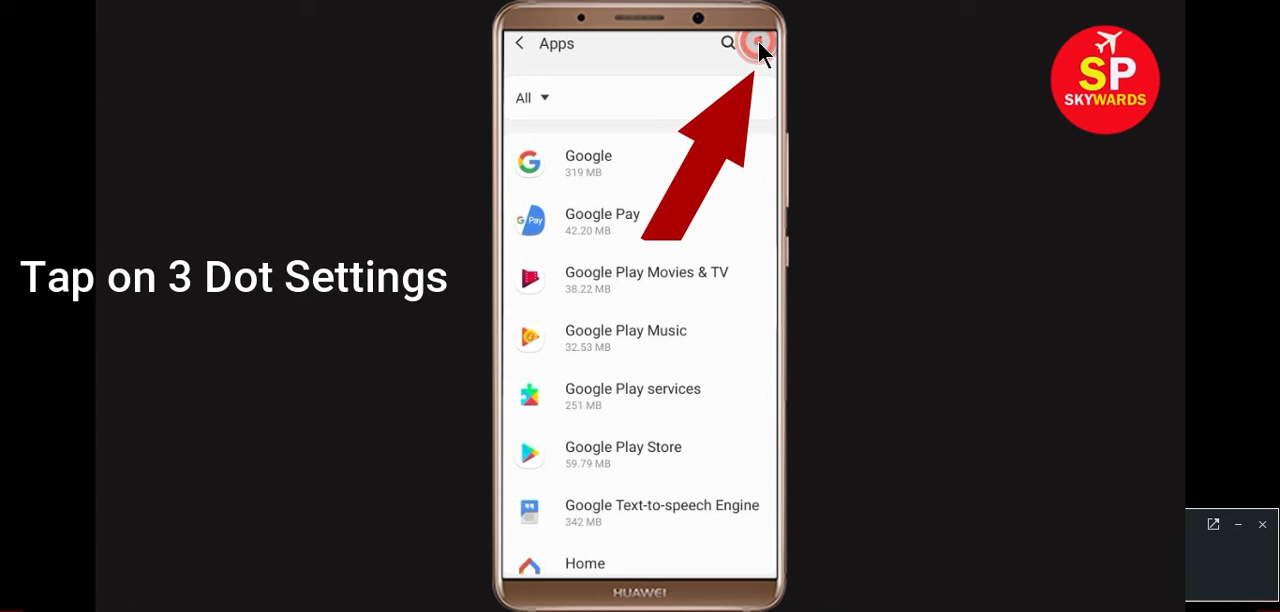 Apps
All
Google
319 MB
G Pay
Google Pay
42.20 MB
Google Play Movies & TV
38.22 MB
Google Play Music
32.53 MB
Google Play services
251 MB
Google Play Store
59.79 MB
Google Text-to-speech Engine
342 MB
Home
HUAWEI
Tap on 3 Dot Settings
SP
SKYWARDS